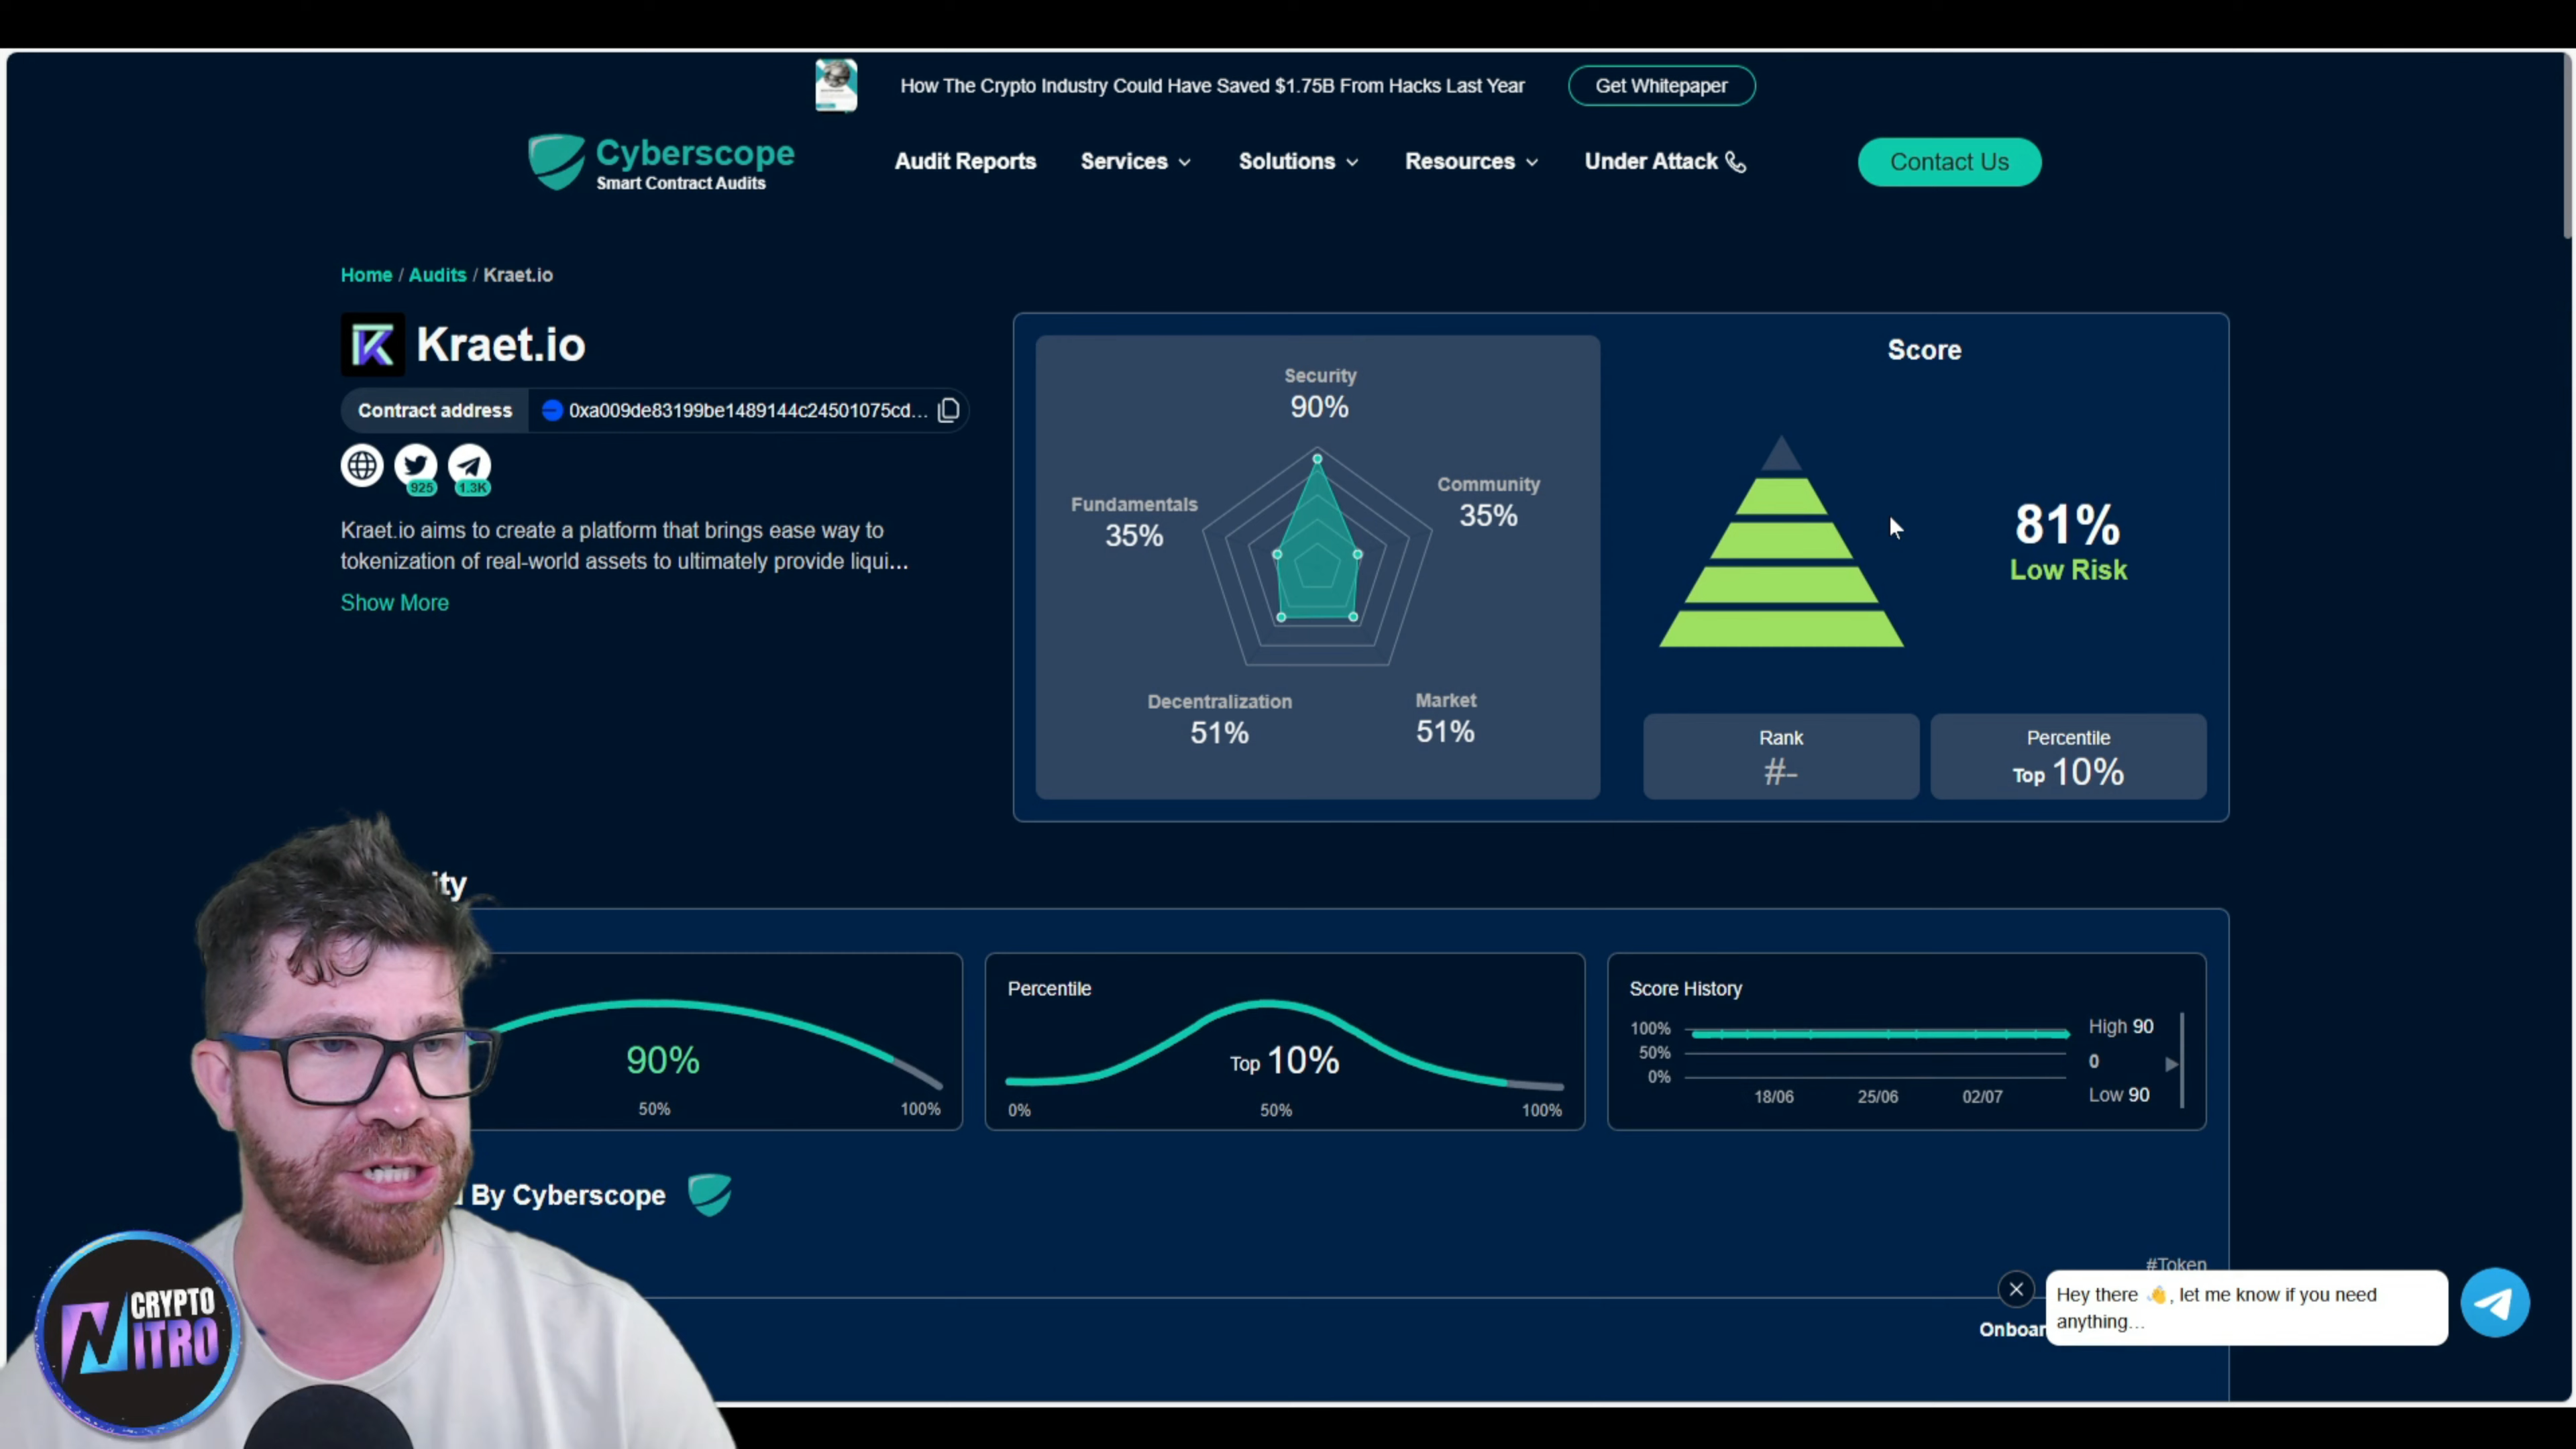 How The Crypto Industry Could Have Saved $1.75B From Hacks Last Year
Get Whitepaper
Cyberscope
Smart Contract Audits
Audit Reports
Services
Solutions
Resources
Under Attack
Contact Us
Home / Audits / Kraet.io
Kraet.io
Contract address
0xa009de83199be1489144c24501075cd...
925
1.3K
Kraet.io aims to create a platform that brings ease way to
tokenization of real-world assets to ultimately provide liqui...
Show More
Security
90%
Community
35%
Fundamentals
35%
Decentralization
51%
Market
51%
Score
81%
Low Risk
Rank
#-
Percentile
Top 10%
ity
90%
50%
100%
Percentile
Top 10%
0%
50%
100%
Score History
100%
50%
0%
18/06
25/06
02/07
High 90
0
Low 90
By Cyberscope
#Token
Onboar
Hey there 👋, let me know if you need
anything...
CRYPTO
NITRO